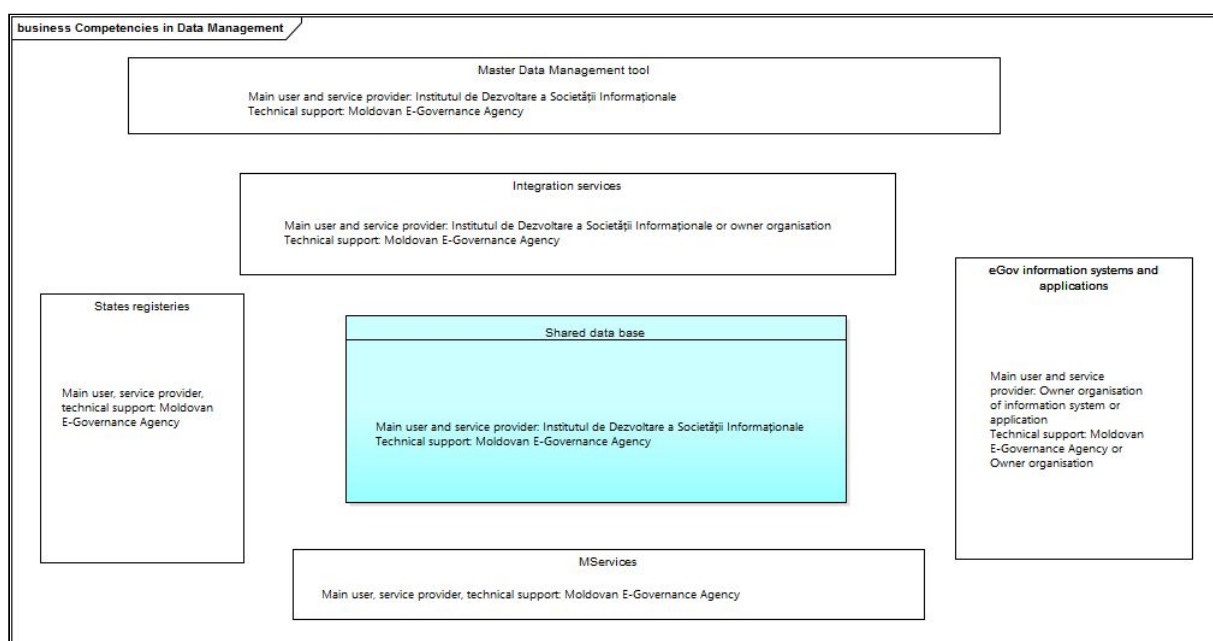 business Competencies in Data Management
Master Data Management tool
Main user and service provider: Institutul de Dezvoltare a Societății Informaționale
Technical support: Moldovan E-Governance Agency
Integration services
Main user and service provider: Institutul de Dezvoltare a Societății Informaționale or owner organisation
Technical support: Moldovan E-Governance Agency
States registeries
Main user, service provider,
technical support: Moldovan
E-Governance Agency
Shared data base
Main user and service provider: Institutul de Dezvoltare a Societății Informaționale
Technical support: Moldovan E-Governance Agency
eGov information systems and
applications
Main user and service
provider: Owner organisation
of information system or
application
Technical support: Moldovan
E-Governance Agency or
Owner organisation
MServices
Main user, service provider, technical support: Moldovan E-Governance Agency